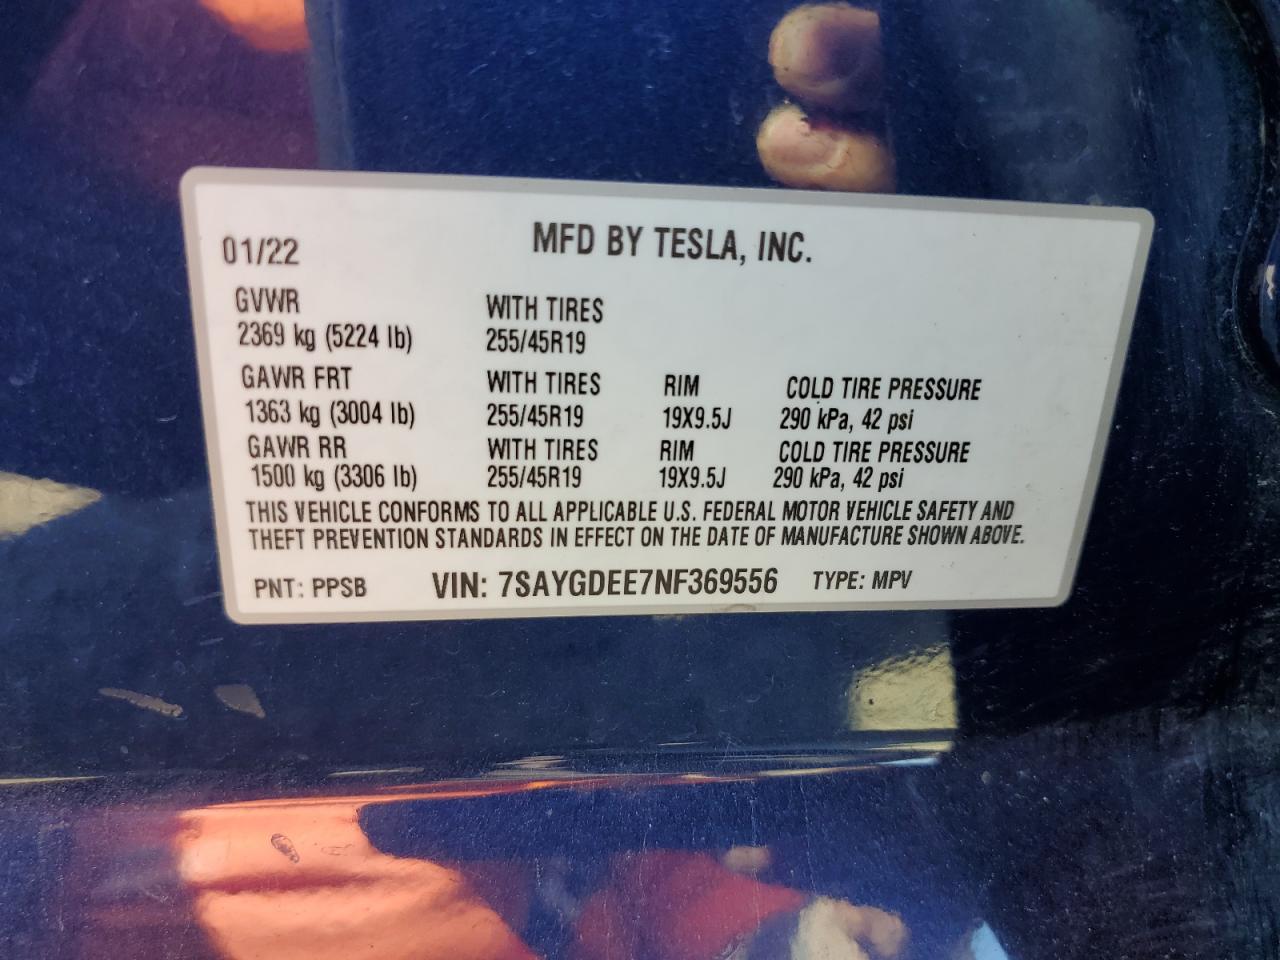 01/22 MFD BY TESLA, INC.
GVWR WITH TIRES
2369 kg (5224 lb) 255/45R19
GAWR FRT WITH TIRES RIM COLD TIRE PRESSURE
1363 kg (3004 lb) 255/45R19 19X9.5J 290 kPa, 42 psi
GAWR RR WITH TIRES RIM COLD TIRE PRESSURE
1500 kg (3306 lb) 255/45R19 19X9.5J 290 kPa, 42 psi
THIS VEHICLE CONFORMS TO ALL APPLICABLE U.S. FEDERAL MOTOR VEHICLE SAFETY AND
THEFT PREVENTION STANDARDS IN EFFECT ON THE DATE OF MANUFACTURE SHOWN ABOVE.
PNT: PPSB VIN: 7SAYGDEE7NF369556 TYPE: MPV